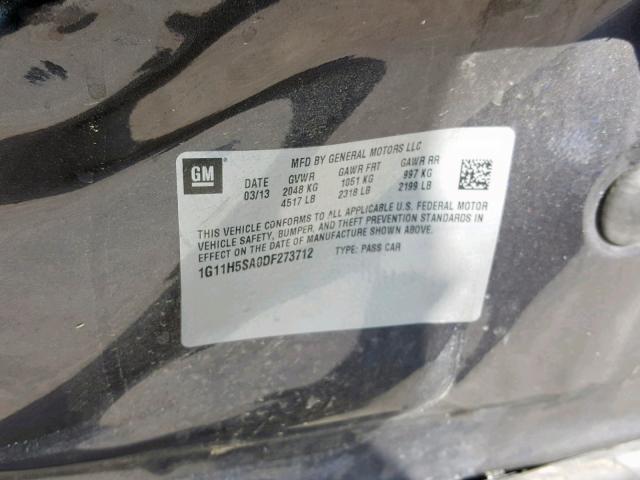 GM
MFD BY GENERAL MOTORS LLC
DATE GVWR GAWR FRT GAWR RR
03/13 2048 KG 1051 KG 997 KG
4517 LB 2318 LB 2199 LB
THIS VEHICLE CONFORMS TO ALL APPLICABLE U.S. FEDERAL MOTOR
VEHICLE SAFETY, BUMPER, AND THEFT PREVENTION STANDARDS IN
EFFECT ON THE DATE OF MANUFACTURE SHOWN ABOVE.
1G11H5SA0DF273712 TYPE: PASS CAR